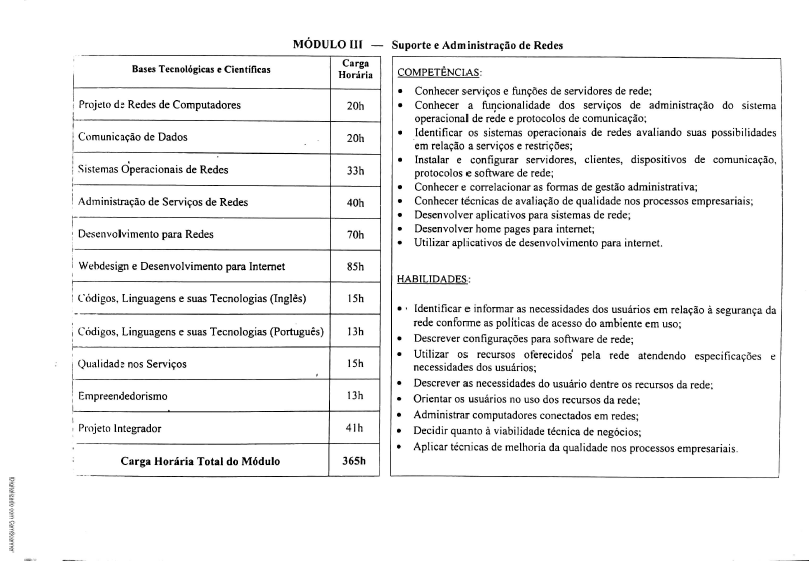 MÓDULO III — Suporte e Administração de Redes
Bases Tecnológicas e Científicas
Carga
Horária
Projeto de Redes de Computadores 20h
Comunicação de Dados 20h
Sistemas Operacionais de Redes 33h
Administração de Serviços de Redes 40h
Desenvolvimento para Redes 70h
Webdesign e Desenvolvimento para Internet 85h
Códigos, Linguagens e suas Tecnologias (Inglês) 15h
Códigos, Linguagens e suas Tecnologias (Português) 13h
Qualidade nos Serviços 15h
Empreendedorismo 13h
Projeto Integrador 41h
Carga Horária Total do Módulo 365h
COMPETÊNCIAS:
• Conhecer serviços e funções de servidores de rede;
• Conhecer a funcionalidade dos serviços de administração do sistema
operacional de rede e protocolos de comunicação;
• Identificar os sistemas operacionais de redes avaliando suas possibilidades
em relação a serviços e restrições;
• Instalar e configurar servidores, clientes, dispositivos de comunicação,
protocolos e software de rede;
• Conhecer e correlacionar as formas de gestão administrativa;
• Conhecer técnicas de avaliação de qualidade nos processos empresariais;
• Desenvolver aplicativos para sistemas de rede;
• Desenvolver home pages para internet;
• Utilizar aplicativos de desenvolvimento para internet.
HABILIDADES:
• Identificar e informar as necessidades dos usuários em relação à segurança da
rede conforme as políticas de acesso do ambiente em uso;
• Descrever configurações para software de rede;
• Utilizar os recursos oferecidos pela rede atendendo especificações e
necessidades dos usuários;
• Descrever as necessidades do usuário dentre os recursos da rede;
• Orientar os usuários no uso dos recursos da rede;
• Administrar computadores conectados em redes;
• Decidir quanto à viabilidade técnica de negócios;
• Aplicar técnicas de melhoria da qualidade nos processos empresariais.
Digitalizado com CamScanner